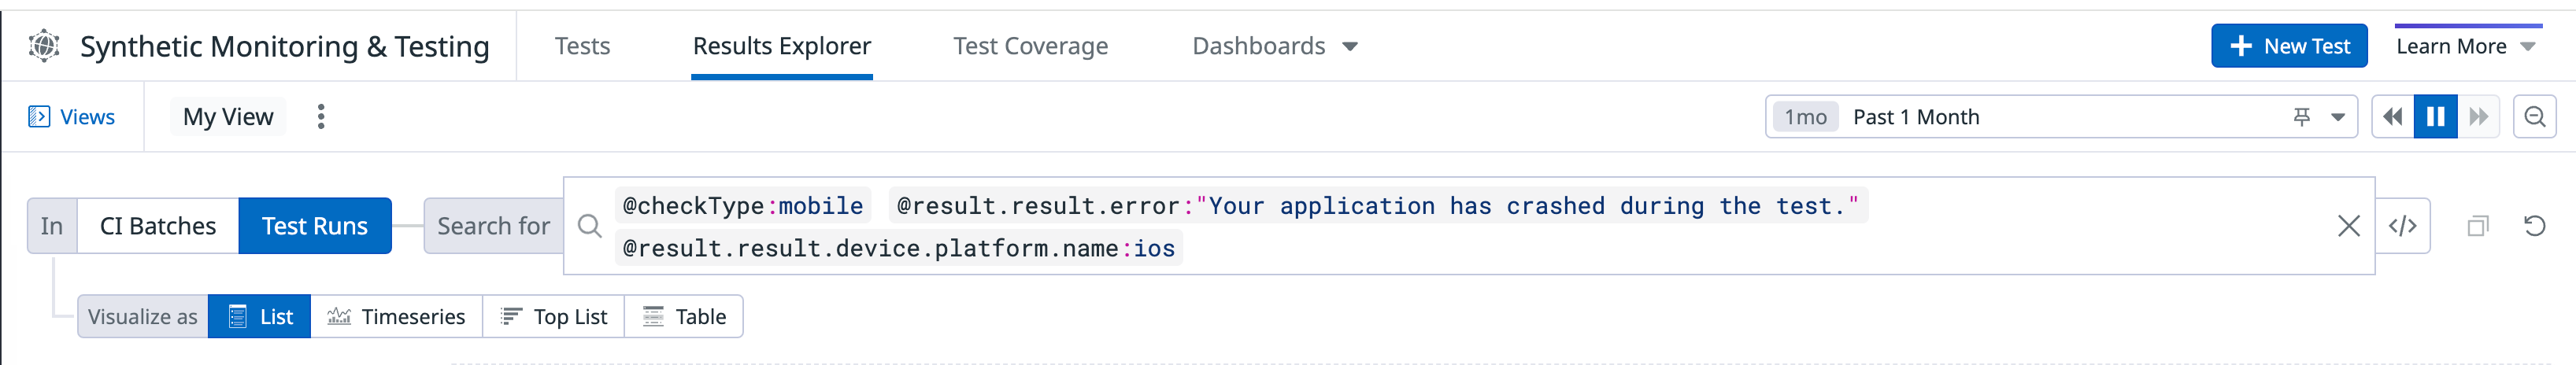 Synthetic Monitoring & Testing Tests Results Explorer Test Coverage Dashboards New Test Learn More
Views My View 1mo Past 1 Month
In CI Batches Test Runs Search for @checkType:mobile @result.result.error:"Your application has crashed during the test."
@result.result.device.platform.name:ios </>
Visualize as List Timeseries Top List Table